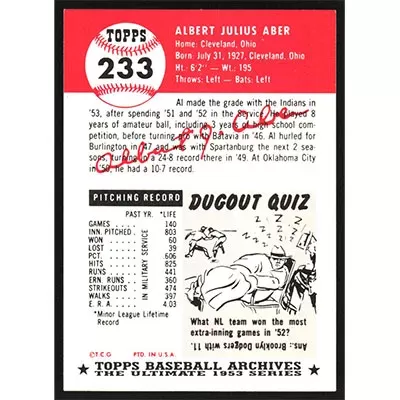 TOPPS
233
ALBERT JULIUS ABER
Home: Cleveland, Ohio
Born: July 31, 1927, Cleveland, Ohio
Ht.: 6'2" — Wt.: 195
Throws: Left — Bats: Left
Al made the grade with the Indians in
'53, after spending '51 and '52 in the Service. He played 8
years of amateur ball, including 3 years of high school com-
petition, before turning pro with Batavia in '46. Al hurled for
Burlington in '47 and was with Spartanburg the next 2 sea-
sons, turning in a 24-8 record there in '49. At Oklahoma City
in '50, he had a 10-7 record.
Albert J. Aber
PITCHING RECORD
PAST YR. *LIFE
GAMES 140
INN. PITCHED 803
WON 60
LOST 39
PCT. .606
HITS 825
RUNS 441
ERN. RUNS 360
STRIKEOUTS 474
WALKS 397
E. R. A. 4.03
IN MILITARY SERVICE
*Minor League Lifetime
Record
DUGOUT QUIZ
Z Z Z Z Z
What NL team won the most
extra-inning games in '52?
Ans.: Brooklyn Dodgers with 11.
© T.C.G PTD. IN U.S.A.
TOPPS BASEBALL ARCHIVES
THE ULTIMATE 1953 SERIES